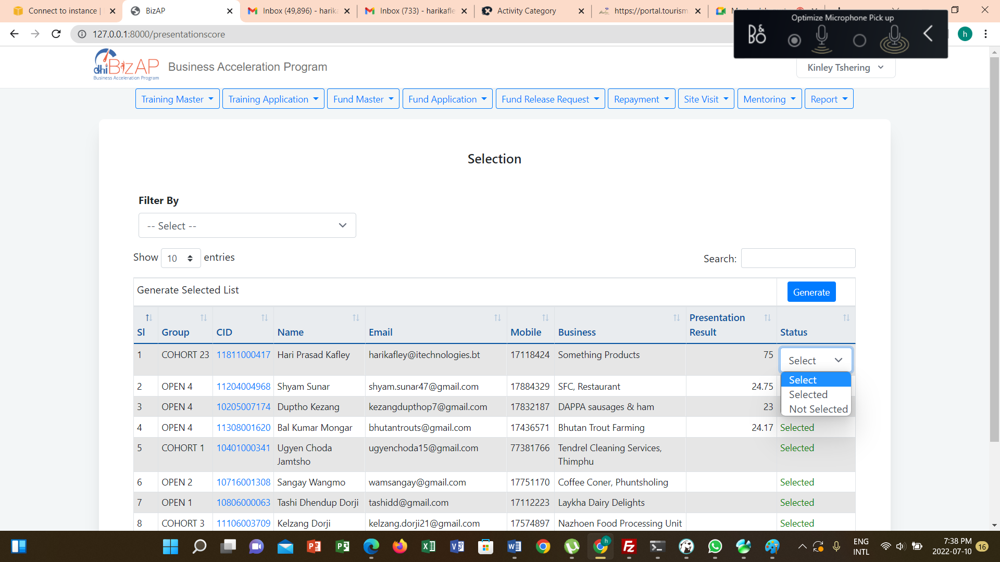 Connect to instance |
BizAP
Inbox (49,896) - harika
Inbox (733) - harikafle
Activity Category
https://portal.tourism.
127.0.0.1:8000/presentationscore
Optimize Microphone Pick up
B&O
h
dhi BizAP
Business Acceleration Program
Business Acceleration Program
Kinley Tshering
Training Master
Training Application
Fund Master
Fund Application
Fund Release Request
Repayment
Site Visit
Mentoring
Report
Selection
Filter By
-- Select --
Show 10 entries
Search:
Generate Selected List
Generate
Sl Group CID Name Email Mobile Business Presentation Result Status
1 COHORT 23 11811000417 Hari Prasad Kafley harikafley@itechnologies.bt 17118424 Something Products 75 Select
Select
Selected
Not Selected
2 OPEN 4 11204004968 Shyam Sunar shyam.sunar47@gmail.com 17884329 SFC, Restaurant 24.75
3 OPEN 4 10205007174 Duptho Kezang kezangdupthop7@gmail.com 17832187 DAPPA sausages & ham 23
4 OPEN 4 11308001620 Bal Kumar Mongar bhutantrouts@gmail.com 17436571 Bhutan Trout Farming 24.17 Selected
5 COHORT 1 10401000341 Ugyen Choda Jamtsho ugyenchoda15@gmail.com 77381766 Tendrel Cleaning Services, Thimphu Selected
6 OPEN 2 10716001308 Sangay Wangmo wamsangay@gmail.com 17751170 Coffee Coner, Phuntsholing Selected
7 OPEN 1 10806000063 Tashi Dhendup Dorji tashidd@gmail.com 17112223 Laykha Dairy Delights Selected
8 COHORT 3 11106003709 Kelzang Dorji kelzang.dorji21@gmail.com 17574897 Nazhoen Food Processing Unit Selected
ENG
INTL
7:38 PM
2022-07-10
16